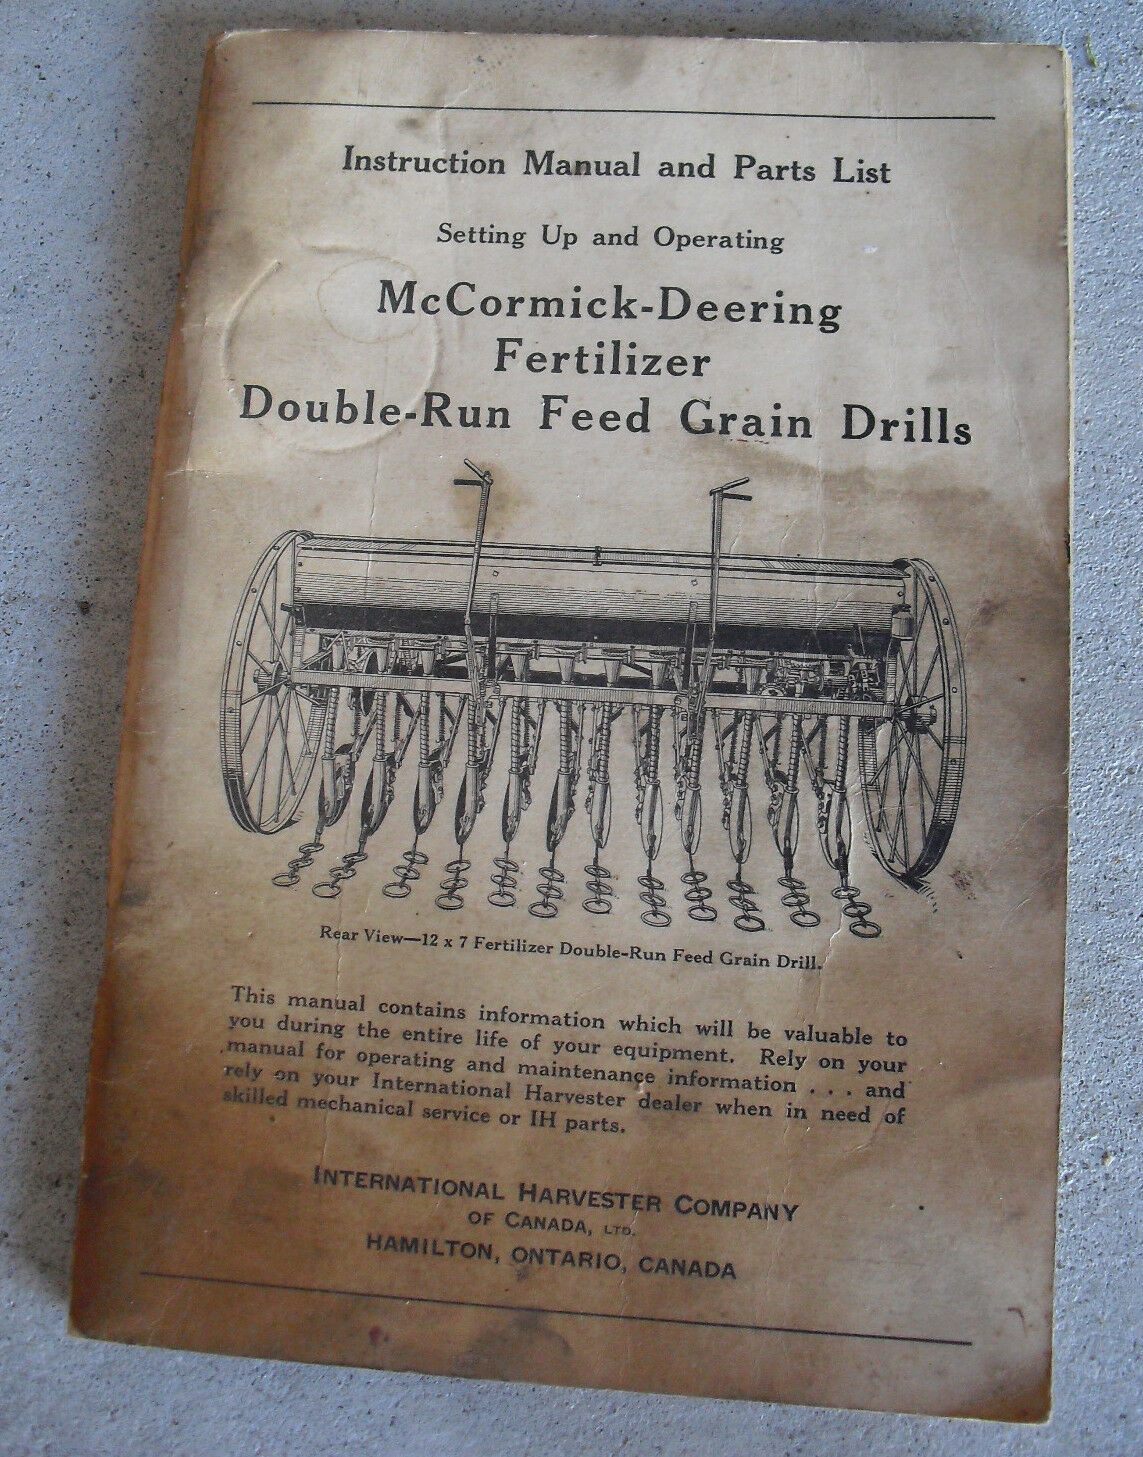 Instruction Manual and Parts List
Setting Up and Operating
McCormick-Deering
Fertilizer
Double-Run Feed Grain Drills
Rear View—12 x 7 Fertilizer Double-Run Feed Grain Drill.
This manual contains information which will be valuable to
you during the entire life of your equipment. Rely on your
manual for operating and maintenance information . . . and
rely on your International Harvester dealer when in need of
skilled mechanical service or IH parts.
INTERNATIONAL HARVESTER COMPANY
OF CANADA, LTD.
HAMILTON, ONTARIO, CANADA